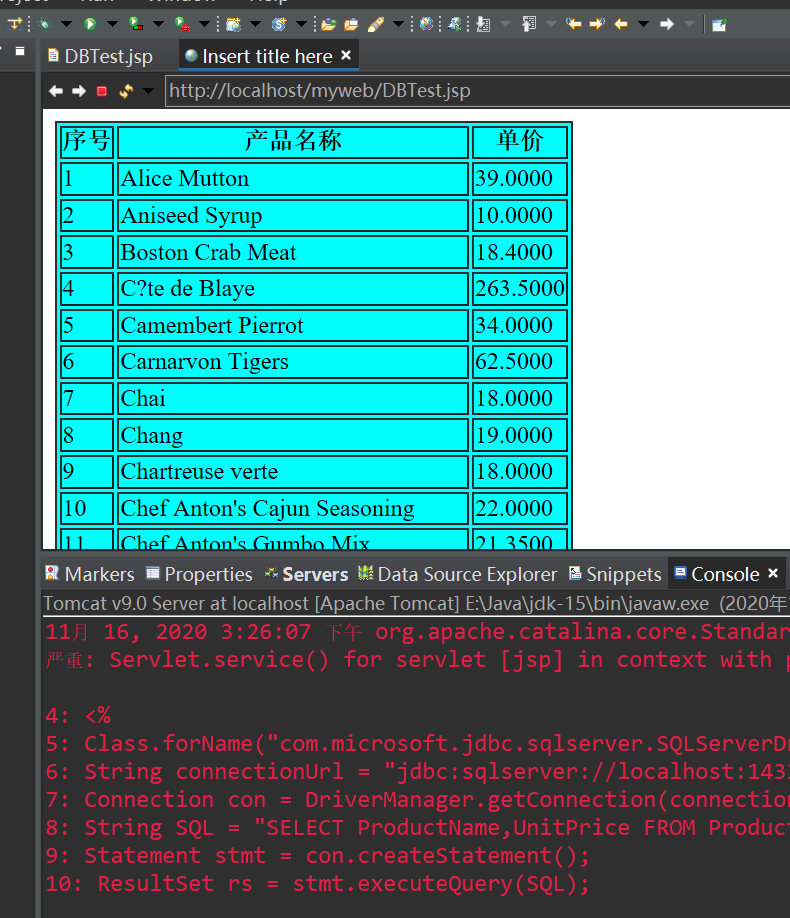 DBTest.jsp Insert title here
http://localhost/myweb/DBTest.jsp
序号 产品名称 单价
1 Alice Mutton 39.0000
2 Aniseed Syrup 10.0000
3 Boston Crab Meat 18.4000
4 C?te de Blaye 263.5000
5 Camembert Pierrot 34.0000
6 Carnarvon Tigers 62.5000
7 Chai 18.0000
8 Chang 19.0000
9 Chartreuse verte 18.0000
10 Chef Anton's Cajun Seasoning 22.0000
11 Chef Anton's Gumbo Mix 21.3500
Markers Properties Servers Data Source Explorer Snippets Console
Tomcat v9.0 Server at localhost [Apache Tomcat] E:\Java\jdk-15\bin\javaw.exe (2020年
11月 16, 2020 3:26:07 下午 org.apache.catalina.core.Standar
严重: Servlet.service() for servlet [jsp] in context with p
4: <%
5: Class.forName("com.microsoft.jdbc.sqlserver.SQLServerDr
6: String connectionUrl = "jdbc:sqlserver://localhost:143
7: Connection con = DriverManager.getConnection(connection
8: String SQL = "SELECT ProductName,UnitPrice FROM Product
9: Statement stmt = con.createStatement();
10: ResultSet rs = stmt.executeQuery(SQL);